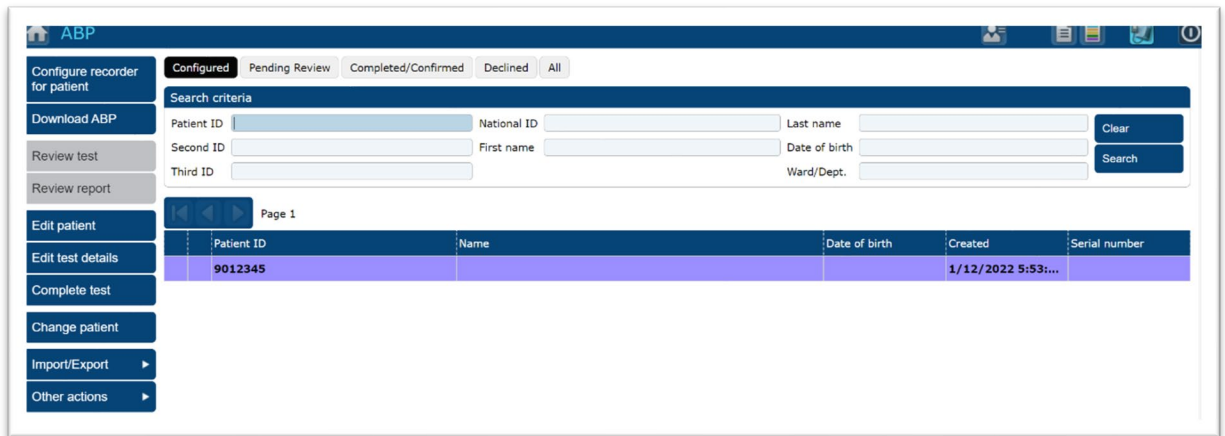 ABP
Configure recorder
for patient
Download ABP
Review test
Review report
Edit patient
Edit test details
Complete test
Change patient
Import/Export
Other actions
Configured Pending Review Completed/Confirmed Declined All
Search criteria
Patient ID National ID Last name Clear
Second ID First name Date of birth Search
Third ID Ward/Dept.
Page 1
Patient ID Name Date of birth Created Serial number
9012345 1/12/2022 5:53:...